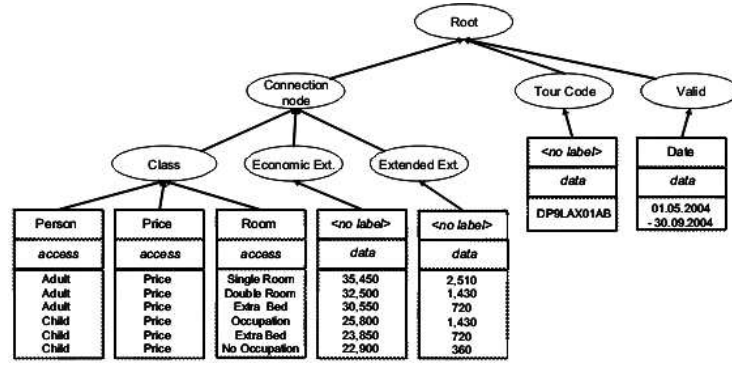 Root
Connection
node
Tour Code
Valid
Class
Economic Ext.
Extended Ext.
<no label>
data
DP9LAX01AB
Date
data
01.05.2004
- 30.09.2004
Person
access
Adult
Adult
Adult
Child
Child
Child
Price
access
Price
Price
Price
Price
Price
Price
Room
access
Single Room
Double Room
Extra Bed
Occupation
Extra Bed
No Occupation
<no label>
data
35,450
32,500
30,550
25,800
23,850
22,900
<no label>
data
2,510
1,430
720
1,430
720
360